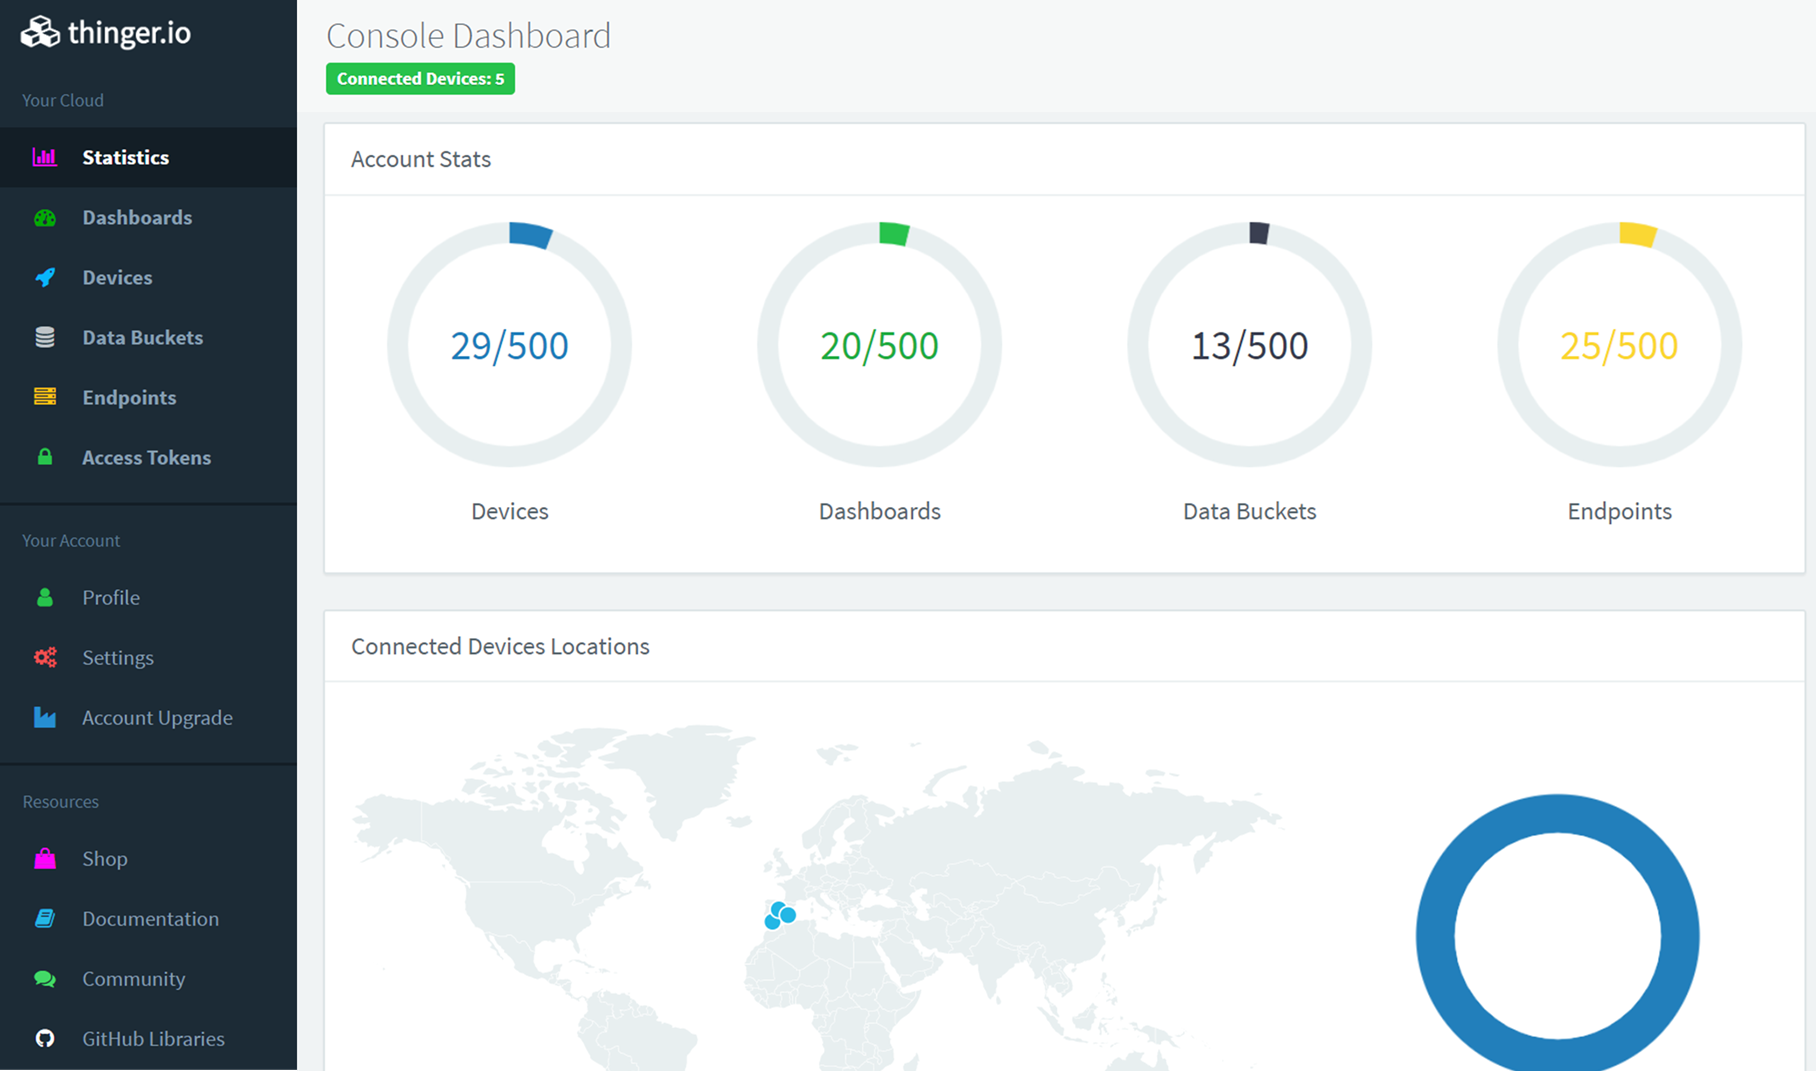 thinger.io
Your Cloud
Statistics
Dashboards
Devices
Data Buckets
Endpoints
Access Tokens
Your Account
Profile
Settings
Account Upgrade
Resources
Shop
Documentation
Community
GitHub Libraries
Console Dashboard
Connected Devices: 5
Account Stats
29/500
20/500
13/500
25/500
Devices
Dashboards
Data Buckets
Endpoints
Connected Devices Locations